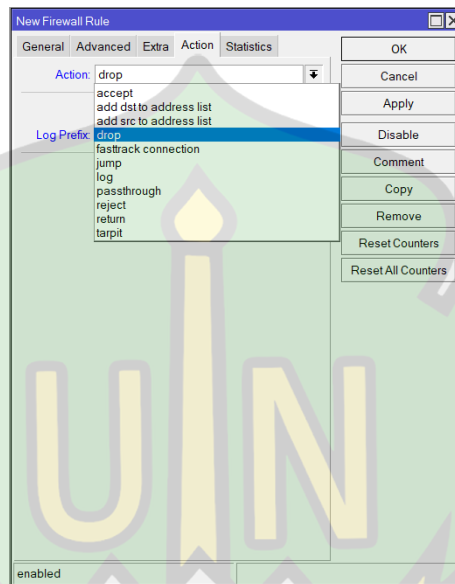 New Firewall Rule
General Advanced Extra Action Statistics
Action: drop
accept
add dst to address list
add src to address list
Log Prefix: drop
fasttrack connection
jump
log
passthrough
reject
return
tarpit
OK
Cancel
Apply
Disable
Comment
Copy
Remove
Reset Counters
Reset All Counters
UIN
enabled